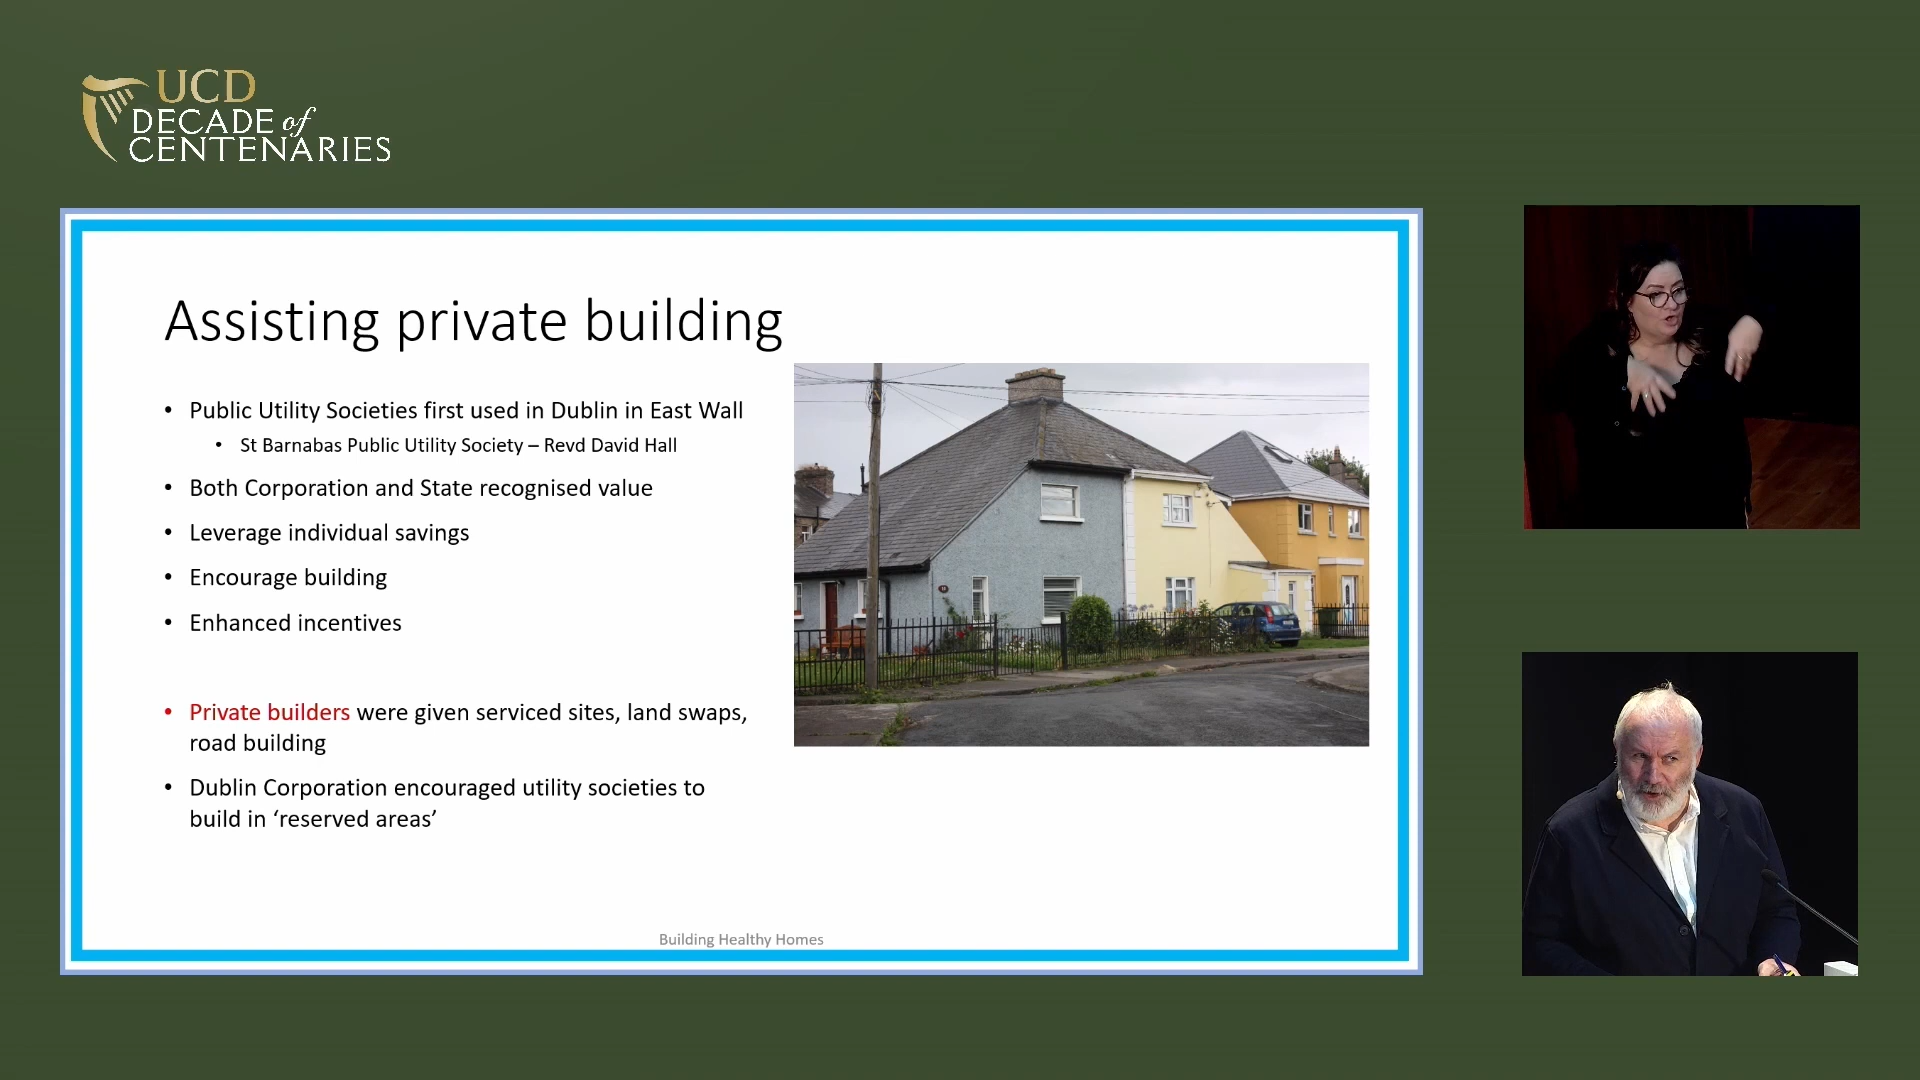 UCD
DECADE of
CENTENARIES
Assisting private building
• Public Utility Societies first used in Dublin in East Wall
• St Barnabas Public Utility Society – Revd David Hall
• Both Corporation and State recognised value
• Leverage individual savings
• Encourage building
• Enhanced incentives
• Private builders were given serviced sites, land swaps,
road building
• Dublin Corporation encouraged utility societies to
build in ‘reserved areas’
Building Healthy Homes